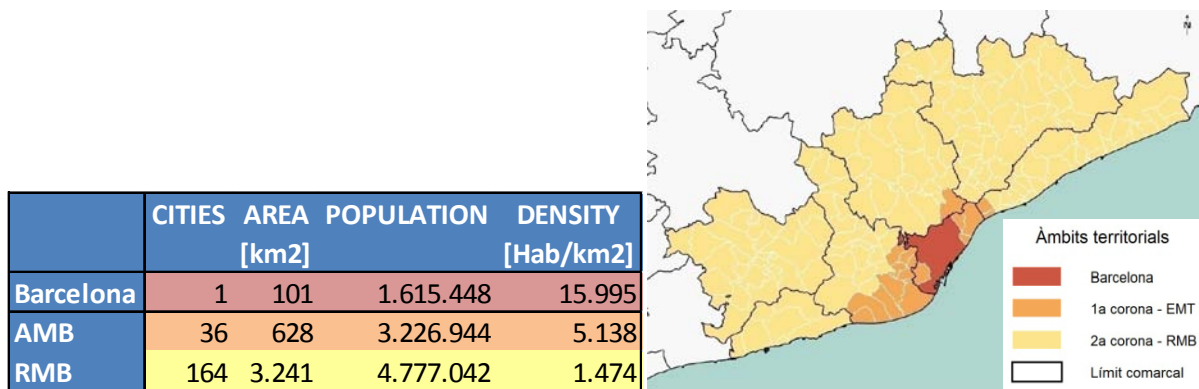 CITIES AREA POPULATION DENSITY
[km2] [Hab/km2]
Barcelona 1 101 1.615.448 15.995
AMB 36 628 3.226.944 5.138
RMB 164 3.241 4.777.042 1.474
N
Àmbits territorials
Barcelona
1a corona - EMT
2a corona - RMB
Límit comarcal